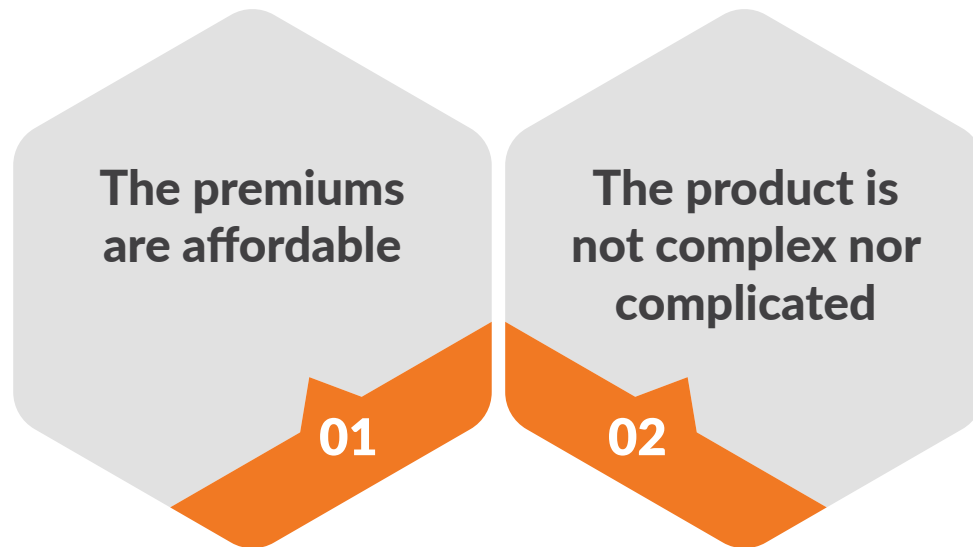 The premiums
are affordable
01
The product is
not complex nor
complicated
02